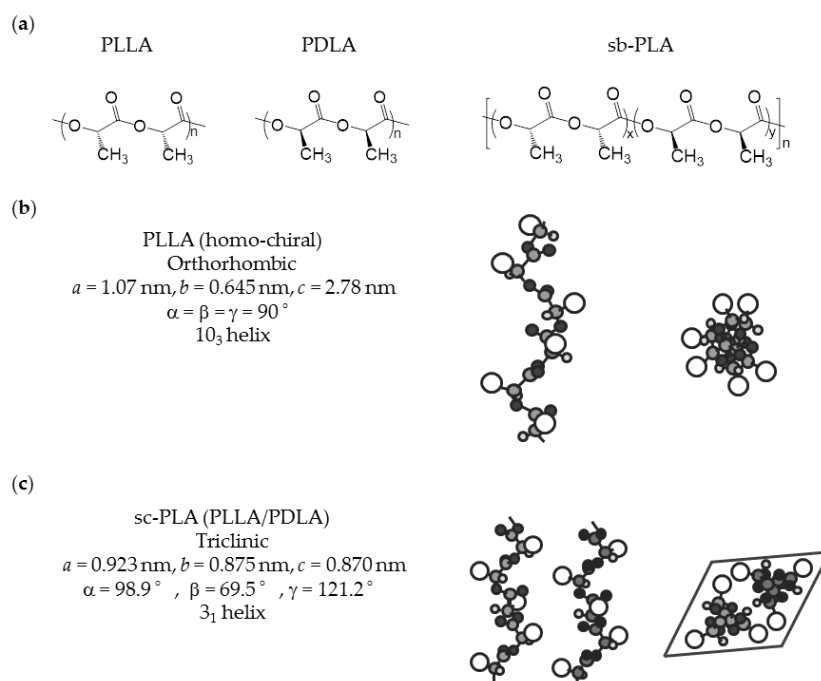 (a)
PLLA PDLA sb-PLA
O O O O n CH3 CH3
O O O O n CH3 CH3
O O O O x O O O O y n CH3 CH3 CH3 CH3
(b)
PLLA (homo-chiral)
Orthorhombic
a = 1.07 nm, b = 0.645 nm, c = 2.78 nm
α = β = γ = 90°
10₃ helix
(c)
sc-PLA (PLLA/PDLA)
Triclinic
a = 0.923 nm, b = 0.875 nm, c = 0.870 nm
α = 98.9° , β = 69.5° , γ = 121.2°
3₁ helix